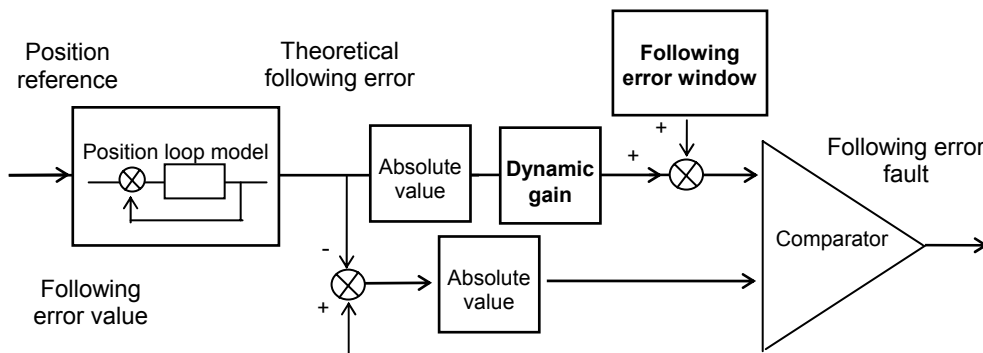 Position
reference
Theoretical
following error
Following
error window
Position loop model
+
Absolute
value
Dynamic
gain
+
Following error
fault
Comparator
-
+
Absolute
value
Following
error value